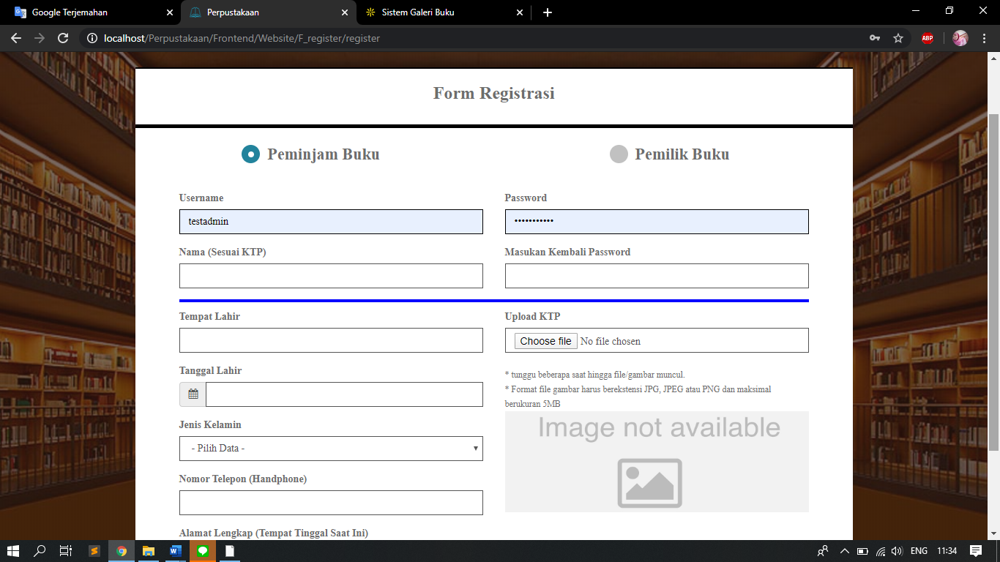 Google Terjemahan
Perpustakaan
Sistem Galeri Buku
localhost/Perpustakaan/Frontend/Website/F_register/register
ABP
Form Registrasi
Peminjam Buku
Pemilik Buku
Username
Password
testadmin
•••••••••••
Nama (Sesuai KTP)
Masukan Kembali Password
Tempat Lahir
Upload KTP
Choose file No file chosen
Tanggal Lahir
* tunggu beberapa saat hingga file/gambar muncul.
* Format file gambar harus berekstensi JPG, JPEG atau PNG dan maksimal
berukuran 5MB
Image not available
Jenis Kelamin
- Pilih Data -
Nomor Telepon (Handphone)
Alamat Lengkap (Tempat Tinggal Saat Ini)
ENG
11:34